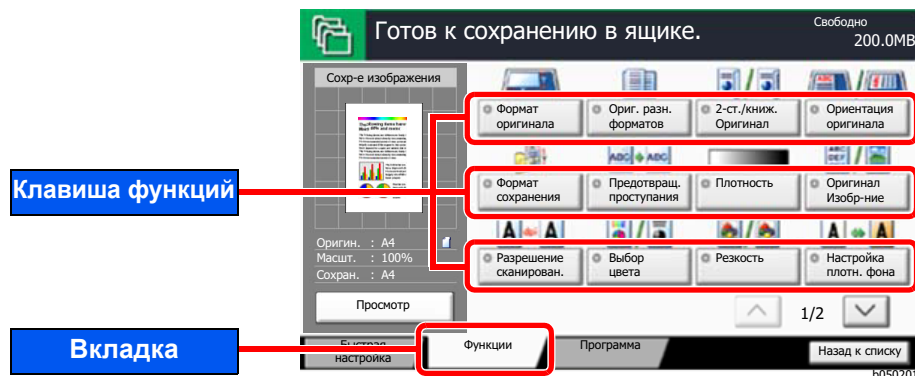 Готов к сохранению в ящике.
Свободно
200.0MB
Сохр-е изображения
Формат
оригинала
Ориг. разн.
форматов
2-ст./книж.
Оригинал
Ориентация
оригинала
Клавиша функций
Формат
сохранения
Предотвращ.
проступания
Плотность
Оригинал
Изобр-ние
Разрешение
сканирован.
Выбор
цвета
Резкость
Настройка
плотн. фона
Оригин. : A4
Масшт. : 100%
Сохран. : A4
Просмотр
1/2
Вкладка
Быстрая
настройка
Функции
Программа
Назад к списку